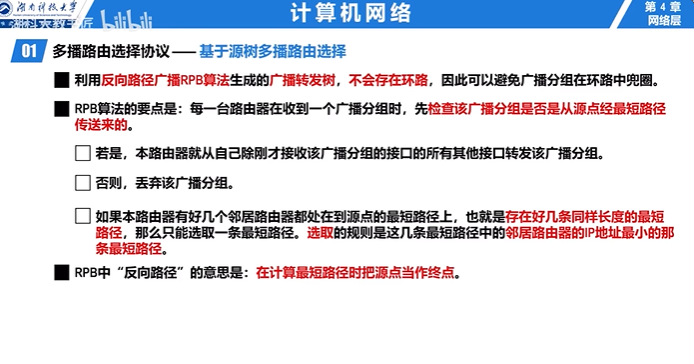 湖南科技大学
计算机网络
第 4 章
网络层
bilibili
01 多播路由选择协议 —— 基于源树多播路由选择
利用反向路径广播RPB算法生成的广播转发树，不会存在环路，因此可以避免广播分组在环路中兜圈。
RPB算法的要点是：每一台路由器在收到一个广播分组时，先检查该广播分组是否是从源点经最短路径
传送来的。
若是，本路由器就从自己除刚才接收该广播分组的接口的所有其他接口转发该广播分组。
否则，丢弃该广播分组。
如果本路由器有好几个邻居路由器都处在到源点的最短路径上，也就是存在好几条同样长度的最短
路径，那么只能选取一条最短路径。选取的规则是这几条最短路径中的邻居路由器的IP地址最小的那
条最短路径。
RPB中“反向路径”的意思是：在计算最短路径时把源点当作终点。